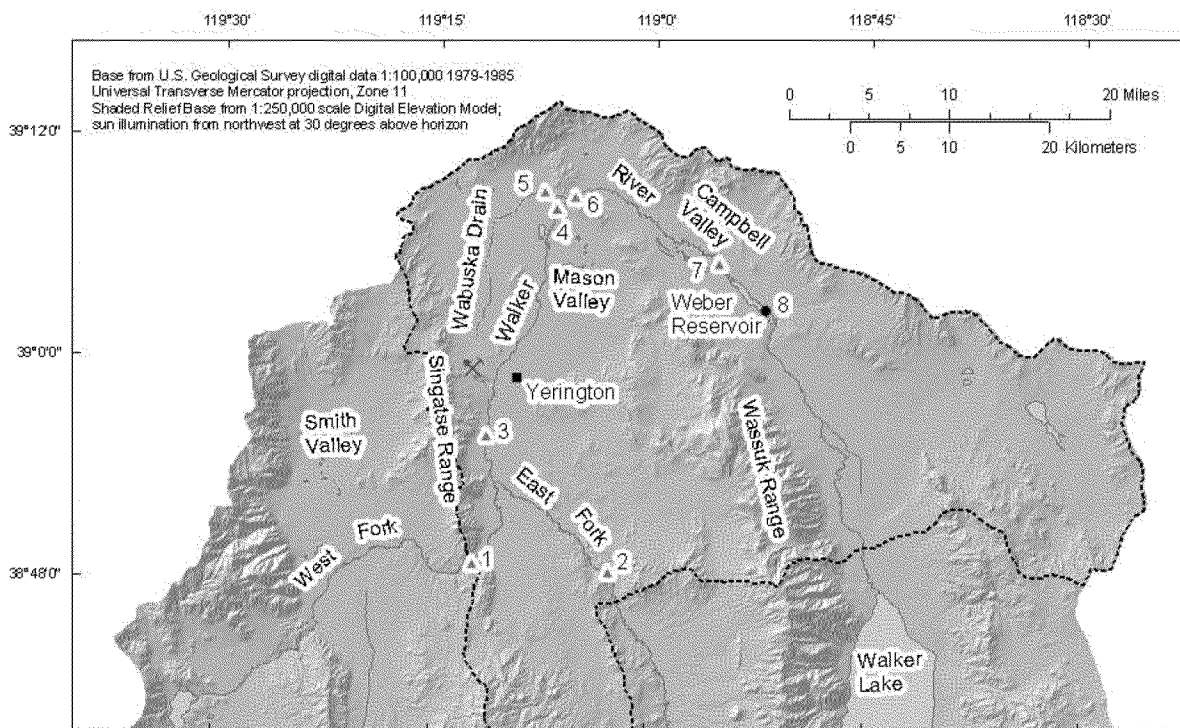 119°30'
119°15'
119°0'
118°45'
118°30'
Base from U.S. Geological Survey digital data 1:100,000 1979-1985
Universal Transverse Mercator projection, Zone 11
Shaded Relief Base from 1:250,000 scale Digital Elevation Model;
sun illumination from northwest at 30 degrees above horizon
0 5 10 20 Miles
0 5 10 20 Kilometers
39°12'0"
39°0'0"
38°48'0"
5
6
4
River
Campbell
Valley
7
8
Wabuska Drain
Walker
Mason
Valley
Weber
Reservoir
Yerington
Singatse Range
Smith
Valley
3
Wassuk Range
East
Fork
West
Fork
1
2
Walker
Lake